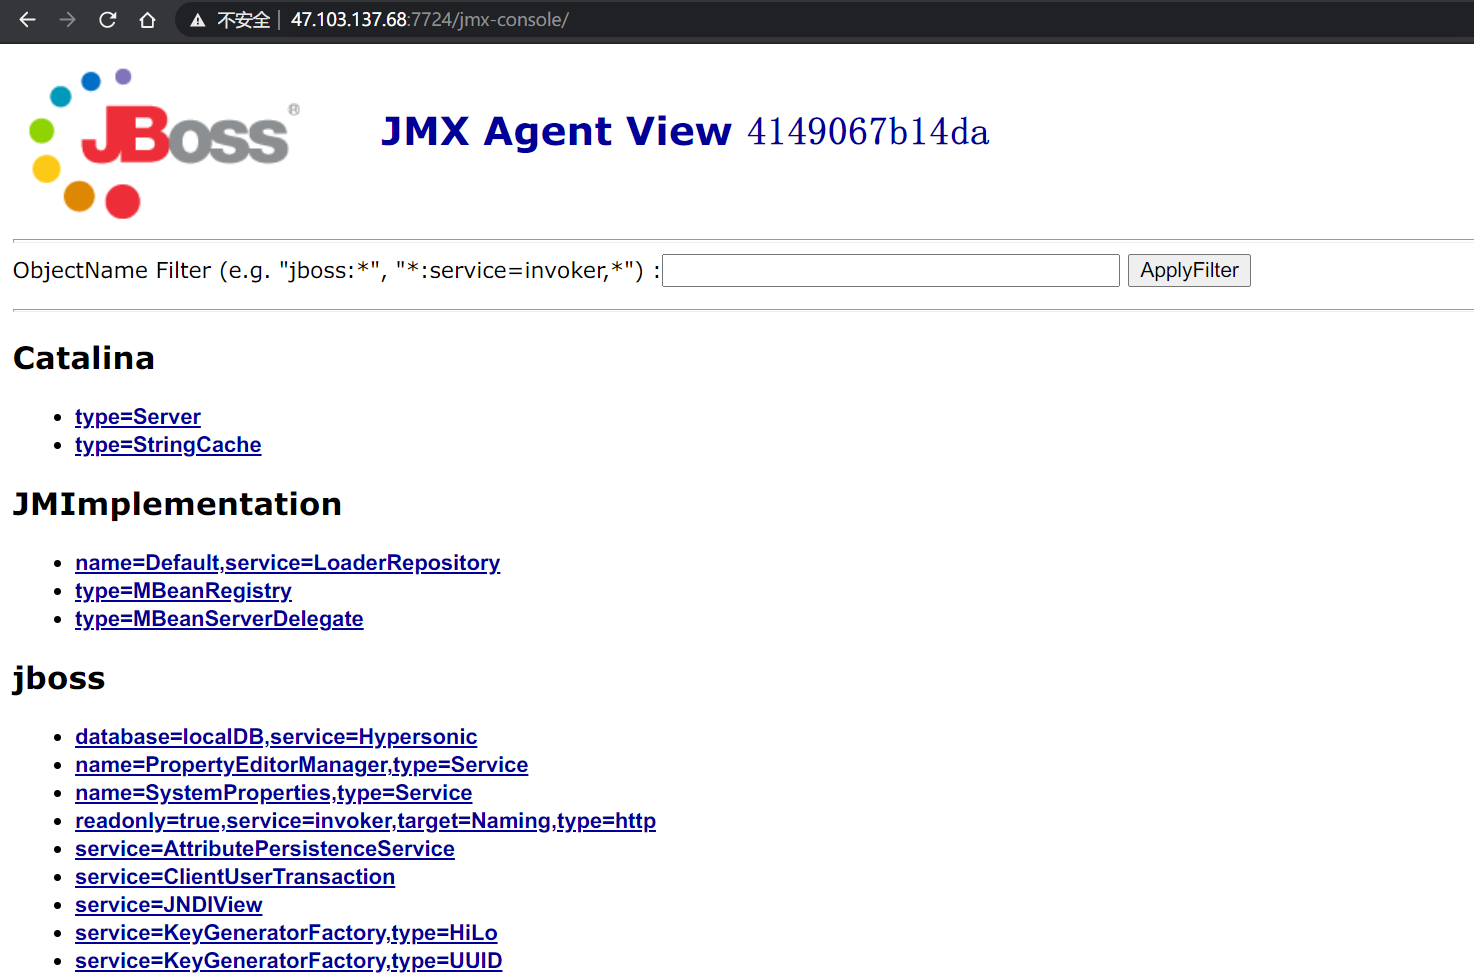 不安全 47.103.137.68:7724/jmx-console/
JBoss®
JMX Agent View 4149067b14da
ObjectName Filter (e.g. "jboss:*", "*:service=invoker,*") : ApplyFilter
Catalina
type=Server
type=StringCache
JMImplementation
name=Default,service=LoaderRepository
type=MBeanRegistry
type=MBeanServerDelegate
jboss
database=localDB,service=Hypersonic
name=PropertyEditorManager,type=Service
name=SystemProperties,type=Service
readonly=true,service=invoker,target=Naming,type=http
service=AttributePersistenceService
service=ClientUserTransaction
service=JNDIView
service=KeyGeneratorFactory,type=HiLo
service=KeyGeneratorFactory,type=UUID